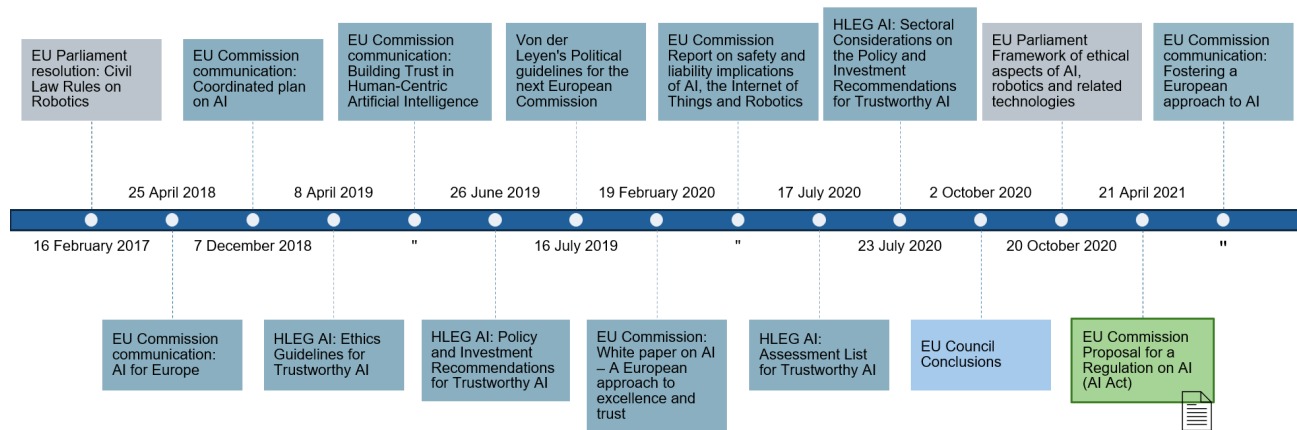 EU Parliament
resolution: Civil
Law Rules on
Robotics
EU Commission
communication:
Coordinated plan
on AI
EU Commission
communication:
Building Trust in
Human-Centric
Artificial Intelligence
Von der
Leyen's Political
guidelines for the
next European
Commission
EU Commission
Report on safety and
liability implications
of AI, the Internet of
Things and Robotics
HLEG AI: Sectoral
Considerations on
the Policy and
Investment
Recommendations
for Trustworthy AI
EU Parliament
Framework of ethical
aspects of AI,
robotics and related
technologies
EU Commission
communication:
Fostering a
European
approach to AI
25 April 2018
8 April 2019
26 June 2019
19 February 2020
17 July 2020
2 October 2020
21 April 2021
16 February 2017
7 December 2018
"
16 July 2019
"
23 July 2020
20 October 2020
"
EU Commission
communication:
AI for Europe
HLEG AI: Ethics
Guidelines for
Trustworthy AI
HLEG AI: Policy
and Investment
Recommendations
for Trustworthy AI
EU Commission:
White paper on AI
– A European
approach to
excellence and
trust
HLEG AI:
Assessment List
for Trustworthy AI
EU Council
Conclusions
EU Commission
Proposal for a
Regulation on AI
(AI Act)